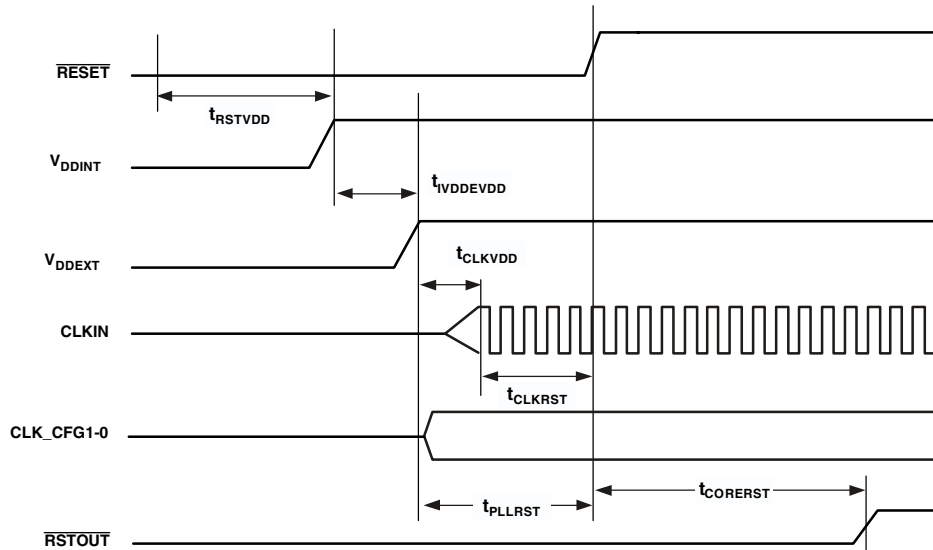 RESET
tRSTVDD
VDDINT
tIVDDEVDD
VDDEXT
tCLKVDD
CLKIN
tCLKRST
CLK_CFG1-0
tPLLRST
tCORERST
RSTOUT